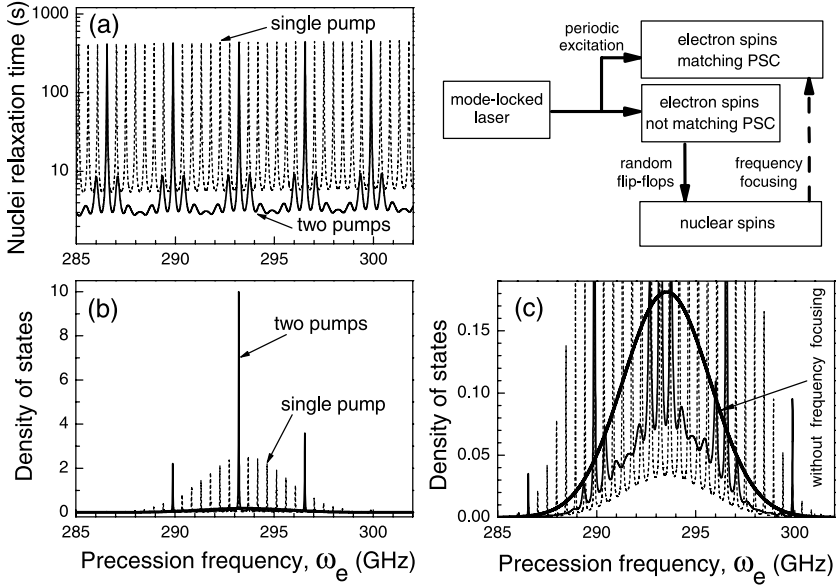 (a)
single pump
two pumps
Nuclei relaxation time (s)
1000
100
10
285
290
295
300
mode-locked
laser
periodic
excitation
electron spins
matching PSC
electron spins
not matching PSC
random
flip-flops
frequency
focusing
nuclear spins
(b)
two pumps
single pump
Density of states
10
8
6
4
2
0
285
290
295
300
Precession frequency, ωe (GHz)
(c)
without frequency focusing
Density of states
0.15
0.10
0.05
0.00
285
290
295
300
Precession frequency, ωe (GHz)